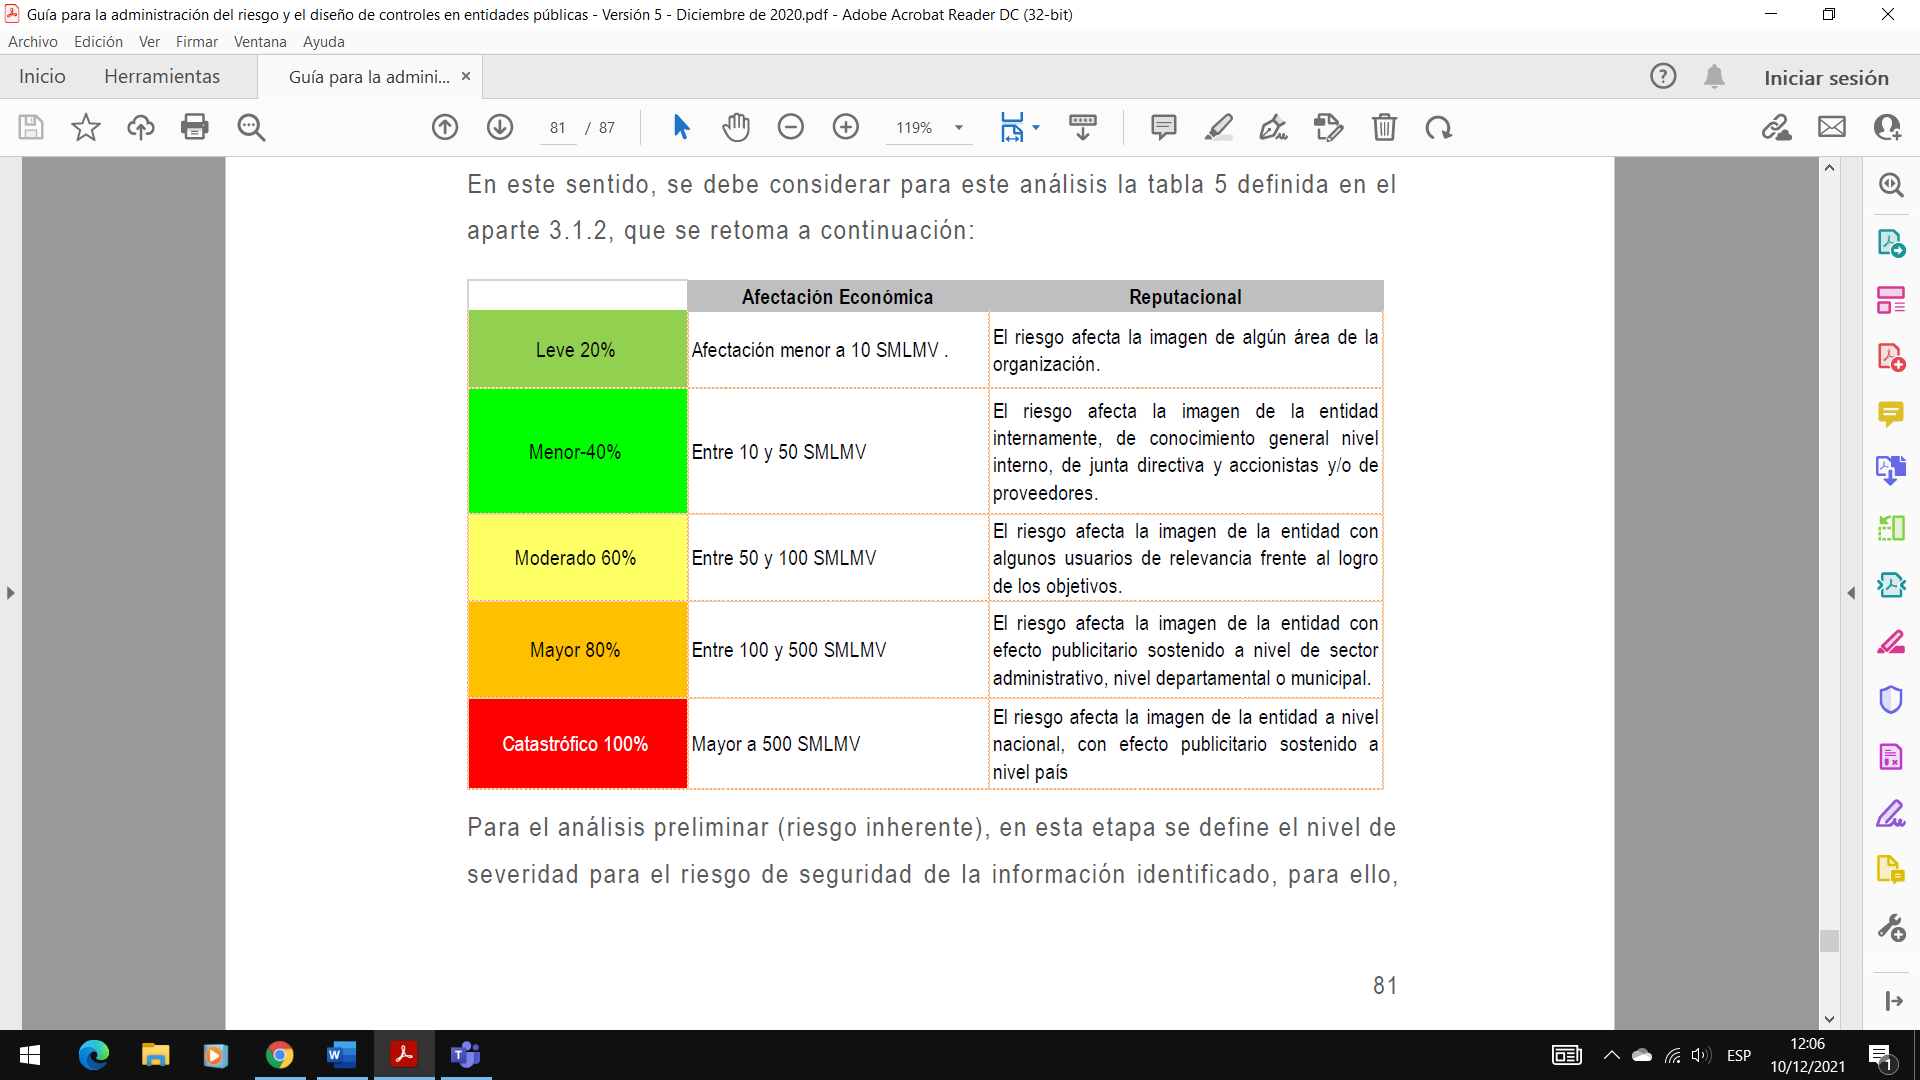 Guía para la administración del riesgo y el diseño de controles en entidades públicas - Versión 5 - Diciembre de 2020.pdf - Adobe Acrobat Reader DC (32-bit)
Archivo Edición Ver Firmar Ventana Ayuda
Inicio Herramientas Guía para la admini... × Iniciar sesión
81 / 87 119%
En este sentido, se debe considerar para este análisis la tabla 5 definida en el
aparte 3.1.2, que se retoma a continuación:
Afectación Económica Reputacional
Leve 20% Afectación menor a 10 SMLMV .
El riesgo afecta la imagen de algún área de la
organización.
Menor-40% Entre 10 y 50 SMLMV
El riesgo afecta la imagen de la entidad
internamente, de conocimiento general nivel
interno, de junta directiva y accionistas y/o de
proveedores.
Moderado 60% Entre 50 y 100 SMLMV
El riesgo afecta la imagen de la entidad con
algunos usuarios de relevancia frente al logro
de los objetivos.
Mayor 80% Entre 100 y 500 SMLMV
El riesgo afecta la imagen de la entidad con
efecto publicitario sostenido a nivel de sector
administrativo, nivel departamental o municipal.
Catastrófico 100% Mayor a 500 SMLMV
El riesgo afecta la imagen de la entidad a nivel
nacional, con efecto publicitario sostenido a
nivel país
Para el análisis preliminar (riesgo inherente), en esta etapa se define el nivel de
severidad para el riesgo de seguridad de la información identificado, para ello,
81
ESP
12:06
10/12/2021
1